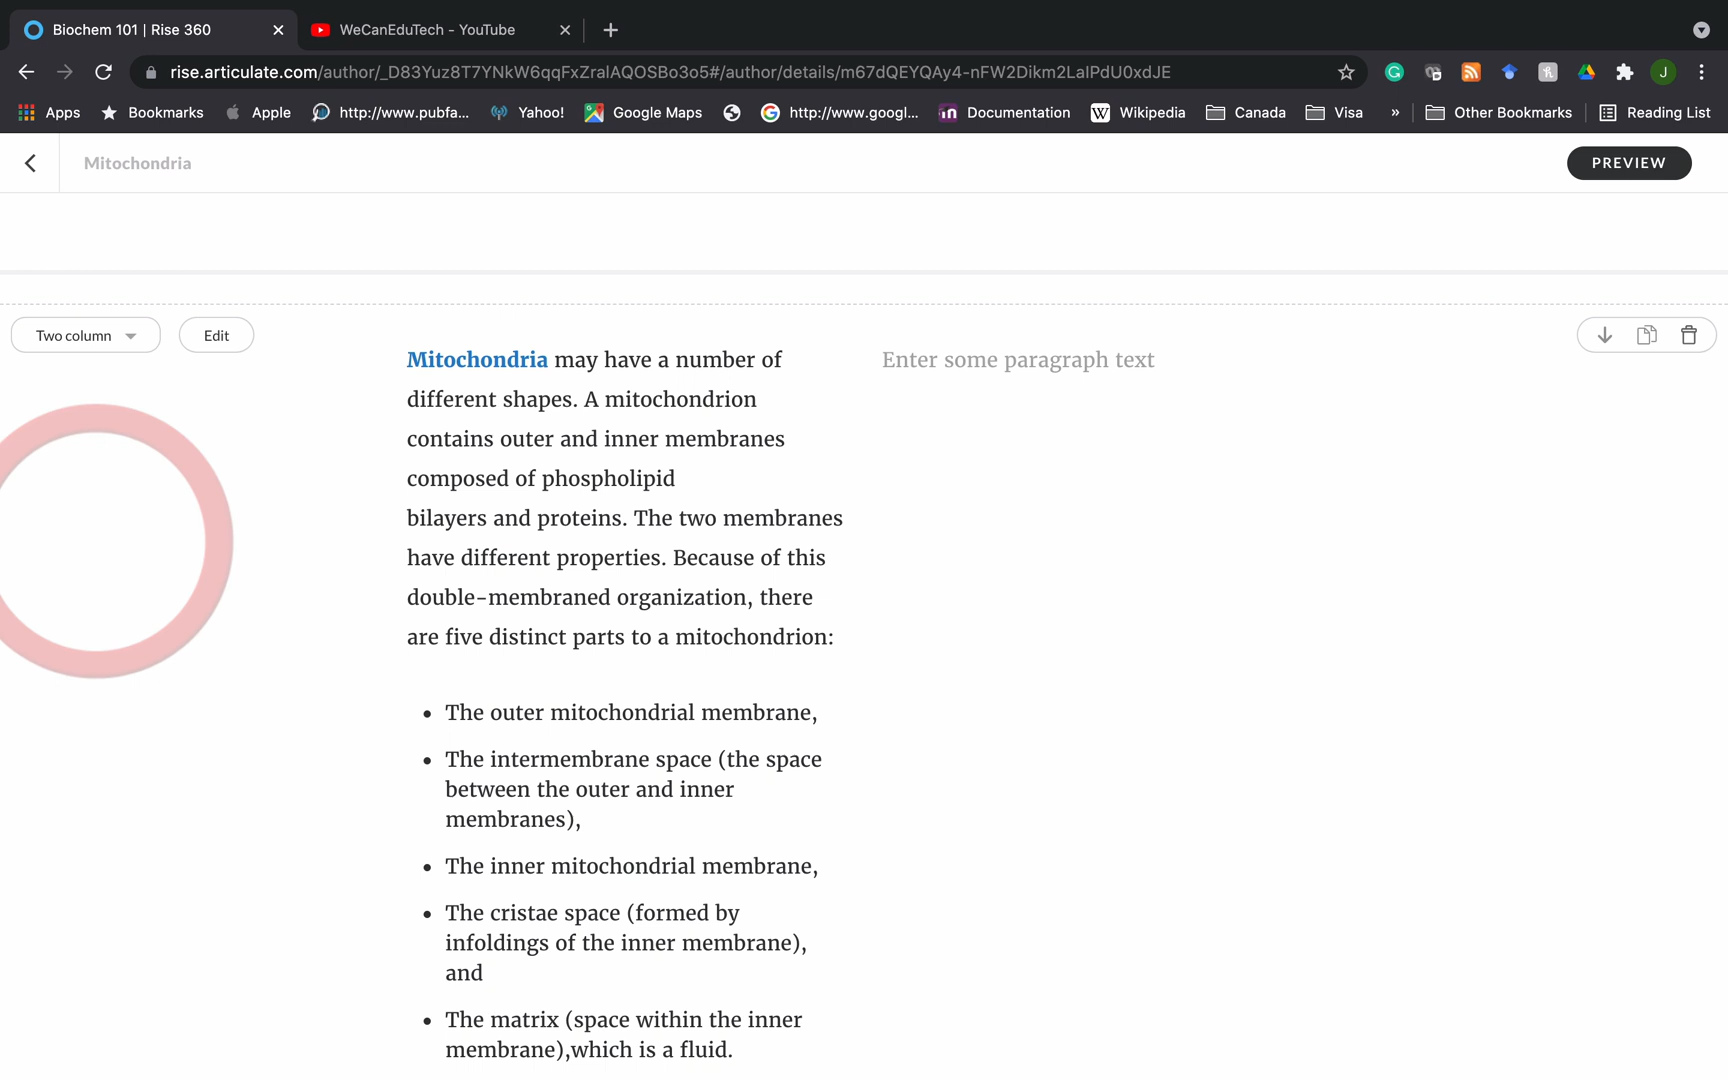 Biochem 101 | Rise 360
WeCanEduTech - YouTube
rise.articulate.com/author/_D83Yuz8T7YNkW6qqFxZralAQOSBo3o5#/author/details/m67dQEYQAy4-nFW2Dikm2LalPdU0xdJE
J
Apps Bookmarks Apple http://www.pubfa... Yahoo! Google Maps http://www.googl... Documentation Wikipedia Canada Visa » Other Bookmarks Reading List
Mitochondria
PREVIEW
Two column
Edit
Mitochondria may have a number of
different shapes. A mitochondrion
contains outer and inner membranes
composed of phospholipid
bilayers and proteins. The two membranes
have different properties. Because of this
double-membraned organization, there
are five distinct parts to a mitochondrion:
• The outer mitochondrial membrane,
• The intermembrane space (the space
between the outer and inner
membranes),
• The inner mitochondrial membrane,
• The cristae space (formed by
infoldings of the inner membrane),
and
• The matrix (space within the inner
membrane),which is a fluid.
Enter some paragraph text